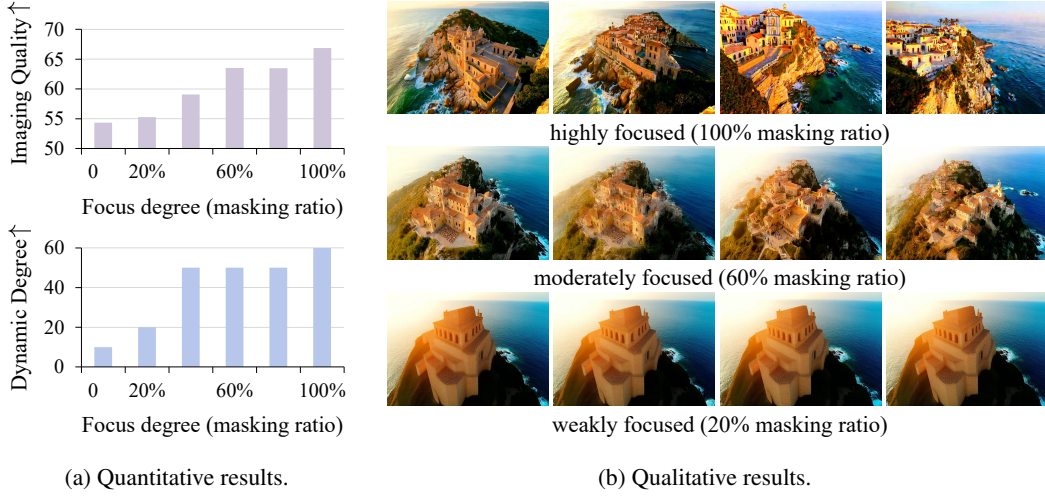 Imaging Quality↑
70
65
60
55
50
0 20% 60% 100%
Focus degree (masking ratio)
Dynamic Degree↑
60
40
20
0
0 20% 60% 100%
Focus degree (masking ratio)
(a) Quantitative results.
highly focused (100% masking ratio)
moderately focused (60% masking ratio)
weakly focused (20% masking ratio)
(b) Qualitative results.